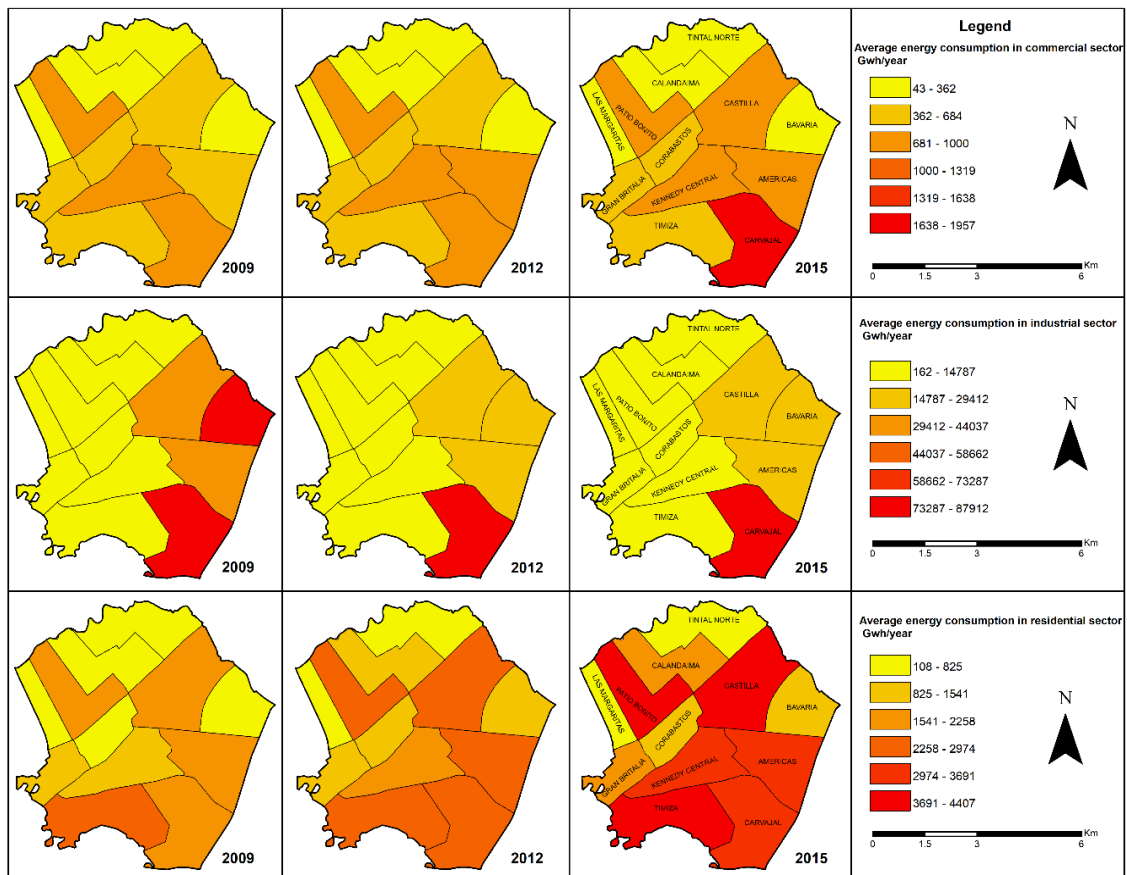 2009
2012
TINTAL NORTE
CALANDAIMA
LAS MARGARITAS
PATIO BONITO
CASTILLA
BAVARIA
CORABASTOS
GRAN BRITALIA
KENNEDY CENTRAL
AMERICAS
TIMIZA
CARVAJAL
2015
Legend
Average energy consumption in commercial sector
Gwh/year
43 - 362
362 - 684
681 - 1000
1000 - 1319
1319 - 1638
1638 - 1957
N
Km
0 1.5 3 6
2009
2012
TINTAL NORTE
CALANDAIMA
LAS MARGARITAS
PATIO BONITO
CASTILLA
BAVARIA
CORABASTOS
GRAN BRITALIA
KENNEDY CENTRAL
AMERICAS
TIMIZA
CARVAJAL
2015
Average energy consumption in industrial sector
Gwh/year
162 - 14787
14787 - 29412
29412 - 44037
44037 - 58662
58662 - 73287
73287 - 87912
N
Km
0 1.5 3 6
2009
2012
TINTAL NORTE
CALANDAIMA
LAS MARGARITAS
PATIO BONITO
CASTILLA
BAVARIA
CORABASTOS
GRAN BRITALIA
KENNEDY CENTRAL
AMERICAS
TIMIZA
CARVAJAL
2015
Average energy consumption in residential sector
Gwh/year
108 - 825
825 - 1541
1541 - 2258
2258 - 2974
2974 - 3691
3691 - 4407
N
Km
0 1.5 3 6